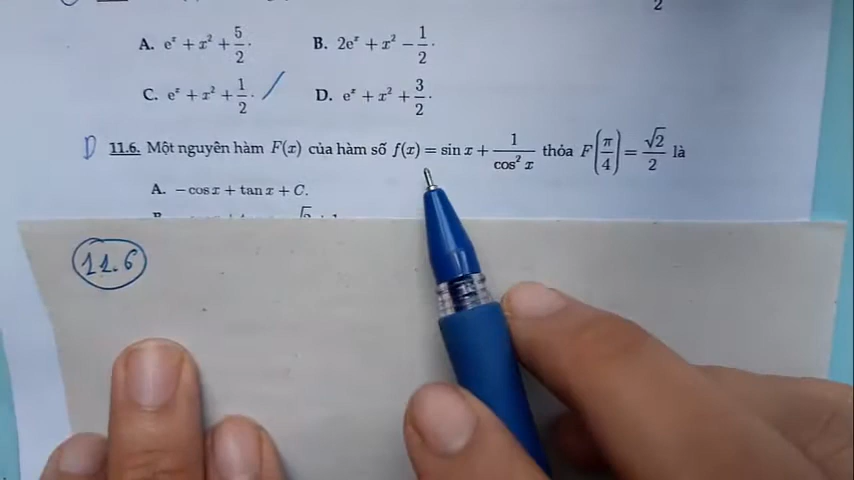 2
A. eˣ + x² + 5/2.
B. 2eˣ + x² − 1/2.
C. eˣ + x² + 1/2.
D. eˣ + x² + 3/2.
D 11.6. Một nguyên hàm F(x) của hàm số f(x) = sin x + 1/cos² x thỏa F(π/4) = √2/2 là
A. −cos x + tan x + C.
11.6